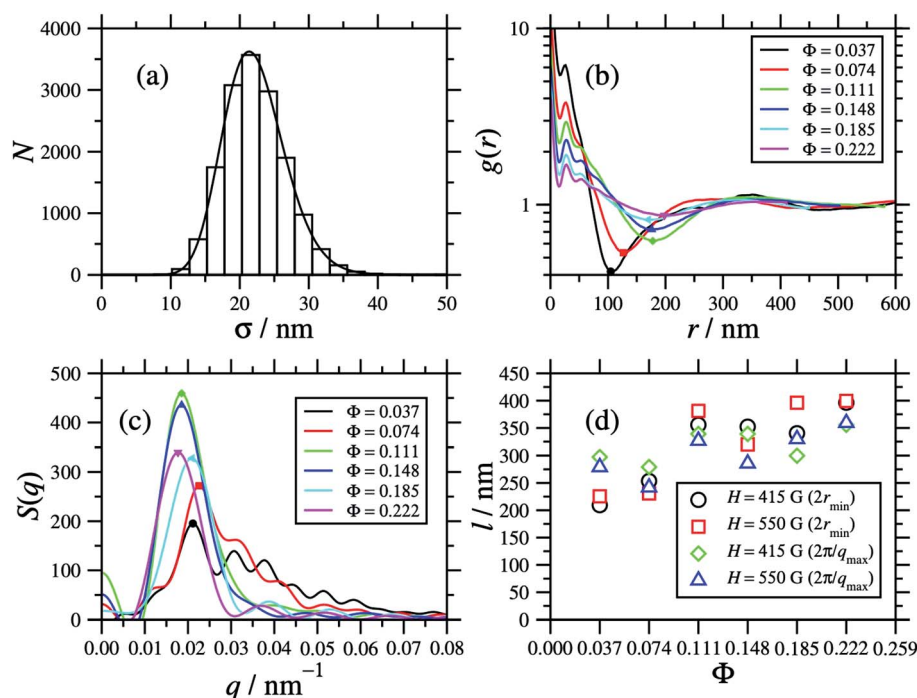 (a)
N
4000
3000
2000
1000
0
0 10 20 30 40 50
σ / nm
(b)
g(r)
10
1
Φ = 0.037
Φ = 0.074
Φ = 0.111
Φ = 0.148
Φ = 0.185
Φ = 0.222
0 100 200 300 400 500 600
r / nm
(c)
S(q)
500
400
300
200
100
0
Φ = 0.037
Φ = 0.074
Φ = 0.111
Φ = 0.148
Φ = 0.185
Φ = 0.222
0.00 0.01 0.02 0.03 0.04 0.05 0.06 0.07 0.08
q / nm⁻¹
(d)
l / nm
450
400
350
300
250
200
150
100
50
0
H = 415 G (2r_min)
H = 550 G (2r_min)
H = 415 G (2π/q_max)
H = 550 G (2π/q_max)
0.000 0.037 0.074 0.111 0.148 0.185 0.222 0.259
Φ